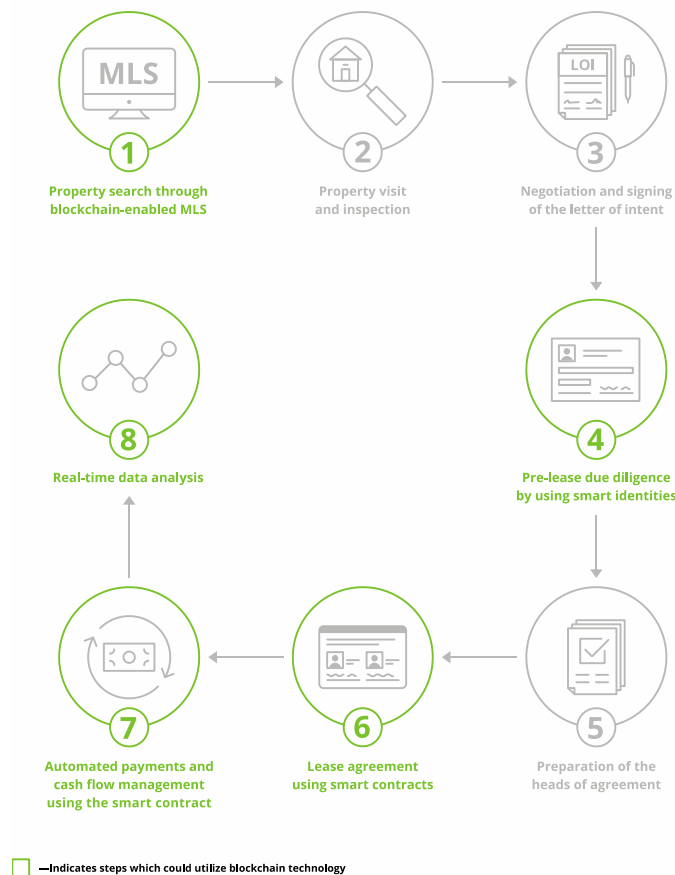 MLS
1
Property search through
blockchain-enabled MLS
2
Property visit
and inspection
LOI
3
Negotiation and signing
of the letter of intent
4
Pre-lease due diligence
by using smart identities
5
Preparation of the
heads of agreement
6
Lease agreement
using smart contracts
7
Automated payments and
cash flow management
using the smart contract
8
Real-time data analysis
—Indicates steps which could utilize blockchain technology